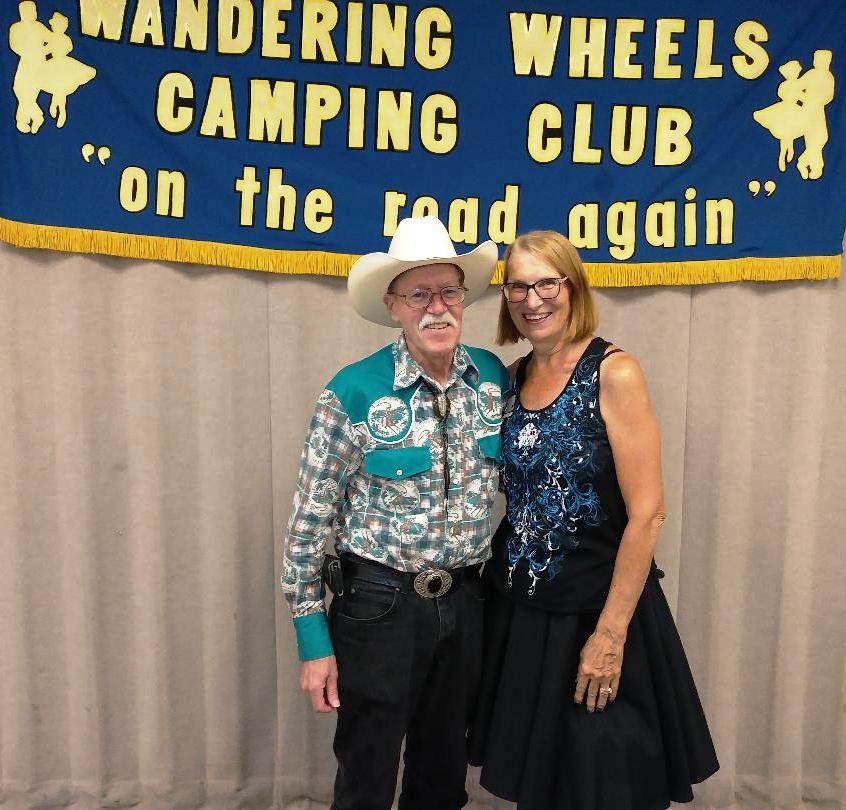 WANDERING WHEELS
CAMPING CLUB
"on the road again"